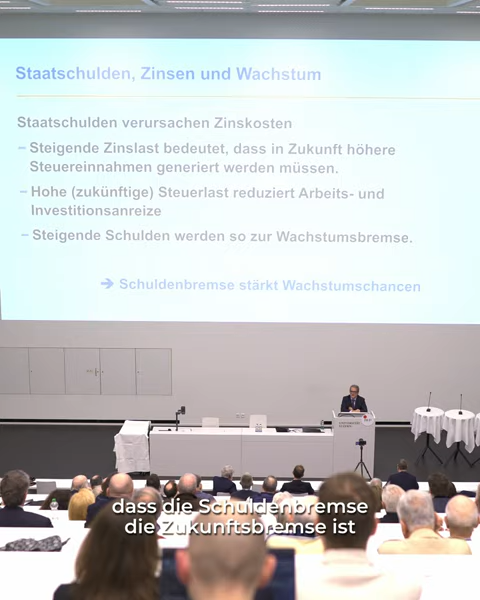 Staatschulden, Zinsen und Wachstum
Staatschulden verursachen Zinskosten
– Steigende Zinslast bedeutet, dass in Zukunft höhere
Steuereinnahmen generiert werden müssen.
– Hohe (zukünftige) Steuerlast reduziert Arbeits- und
Investitionsanreize
– Steigende Schulden werden so zur Wachstumsbremse.
➔ Schuldenbremse stärkt Wachstumschancen
dass die Schuldenbremse
die Zukunftsbremse ist